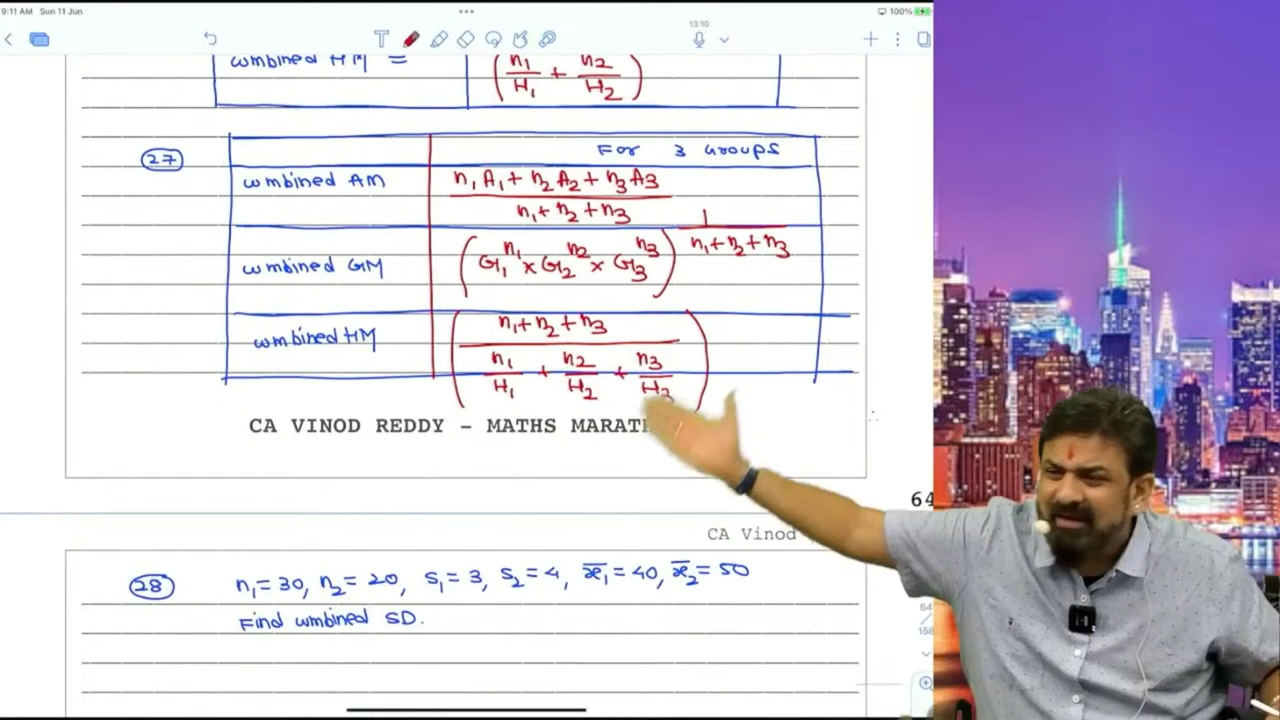 9:11 AM Sun 11 Jun
100%
13:10
combined HM = (n₁/H₁ + n₂/H₂)
27
For 3 Groups
combined AM
n₁A₁ + n₂A₂ + n₃A₃
n₁ + n₂ + n₃
combined GM
(G₁^n₁ × G₂^n₂ × G₃^n₃)^(1/(n₁+n₂+n₃))
combined HM
n₁ + n₂ + n₃
n₁/H₁ + n₂/H₂ + n₃/H₃
CA VINOD REDDY - MATHS
64
CA Vinod
28 n₁ = 30, n₂ = 20, s₁ = 3, s₂ = 4, x̄₁ = 40, x̄₂ = 50
Find combined SD.